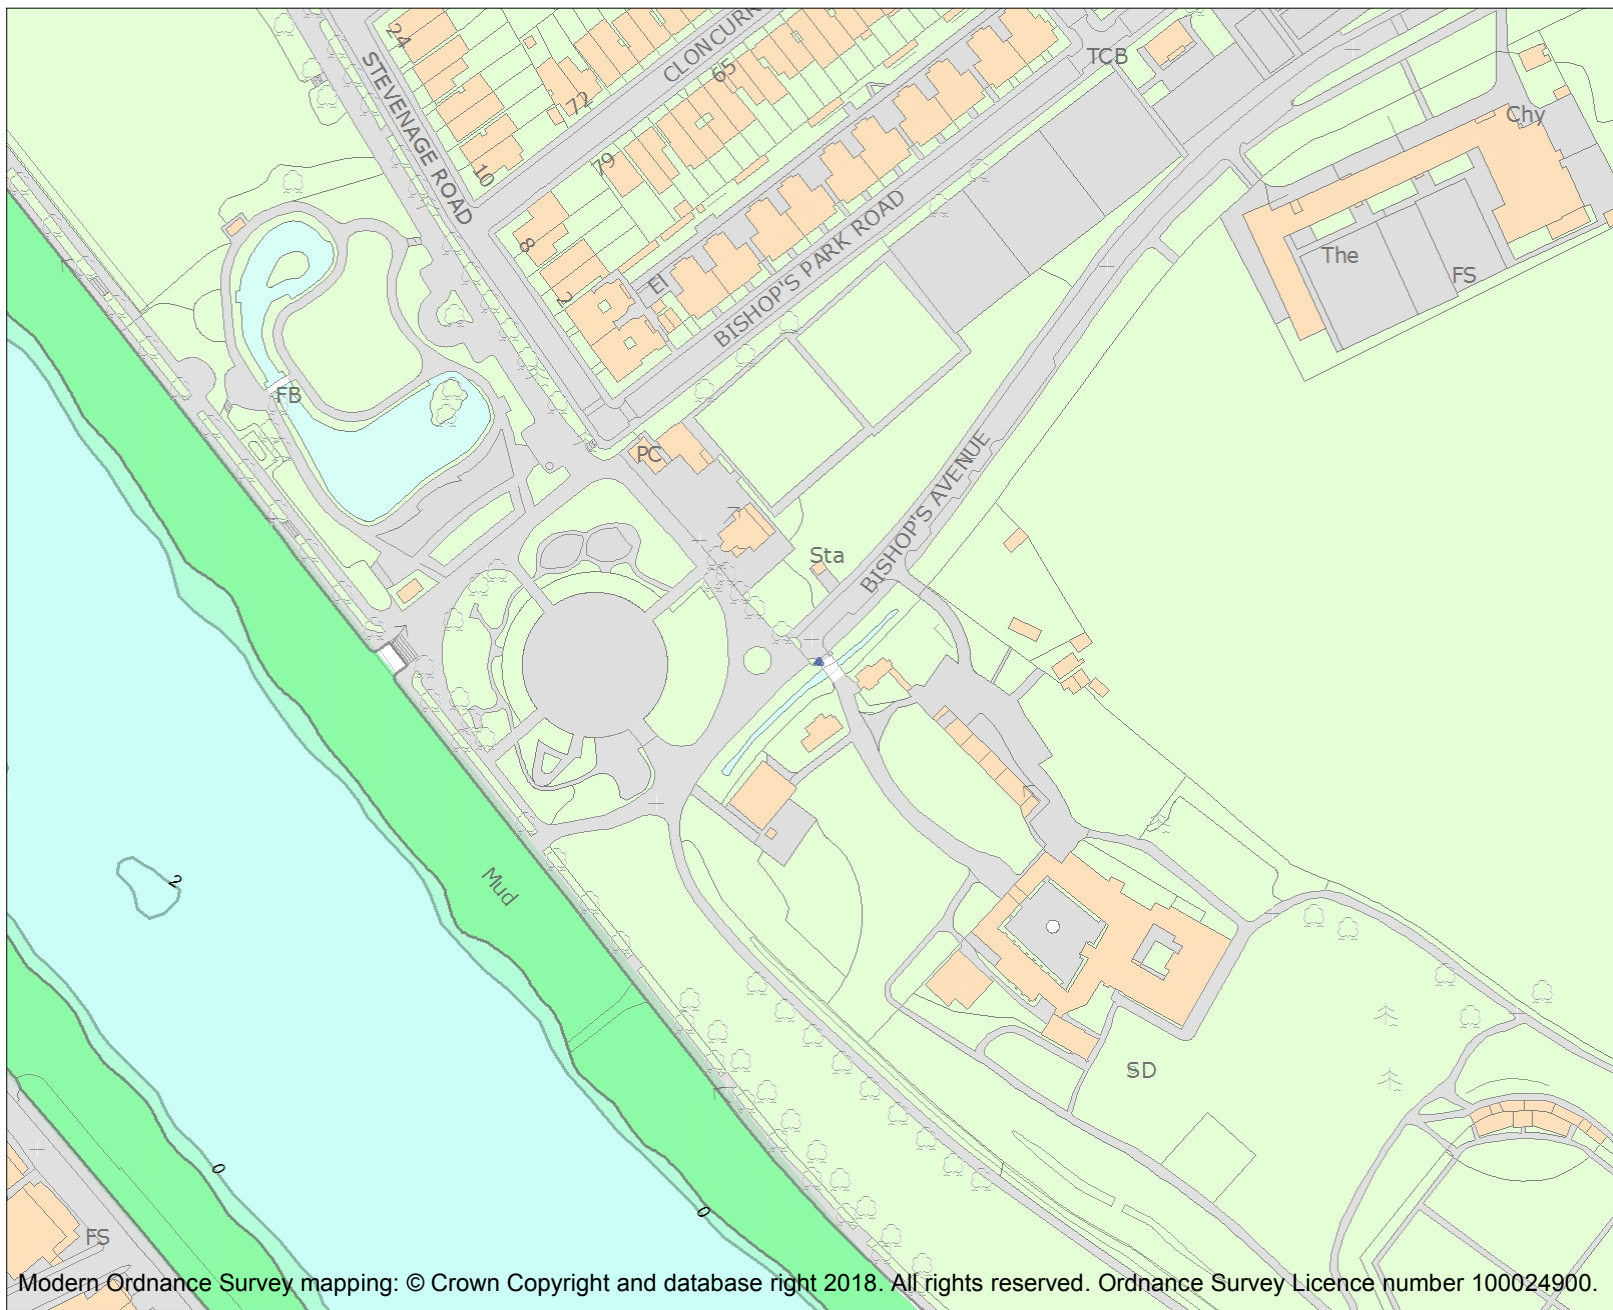 24
STEVENAGE ROAD
CLONCURR
65
72
TCB
Chy
10
79
8
2
El
BISHOP'S PARK ROAD
The
FS
FB
PC
BISHOP'S AVENUE
Sta
Mud
2
SD
0
0
FS
Modern Ordnance Survey mapping: © Crown Copyright and database right 2018. All rights reserved. Ordnance Survey Licence number 100024900.